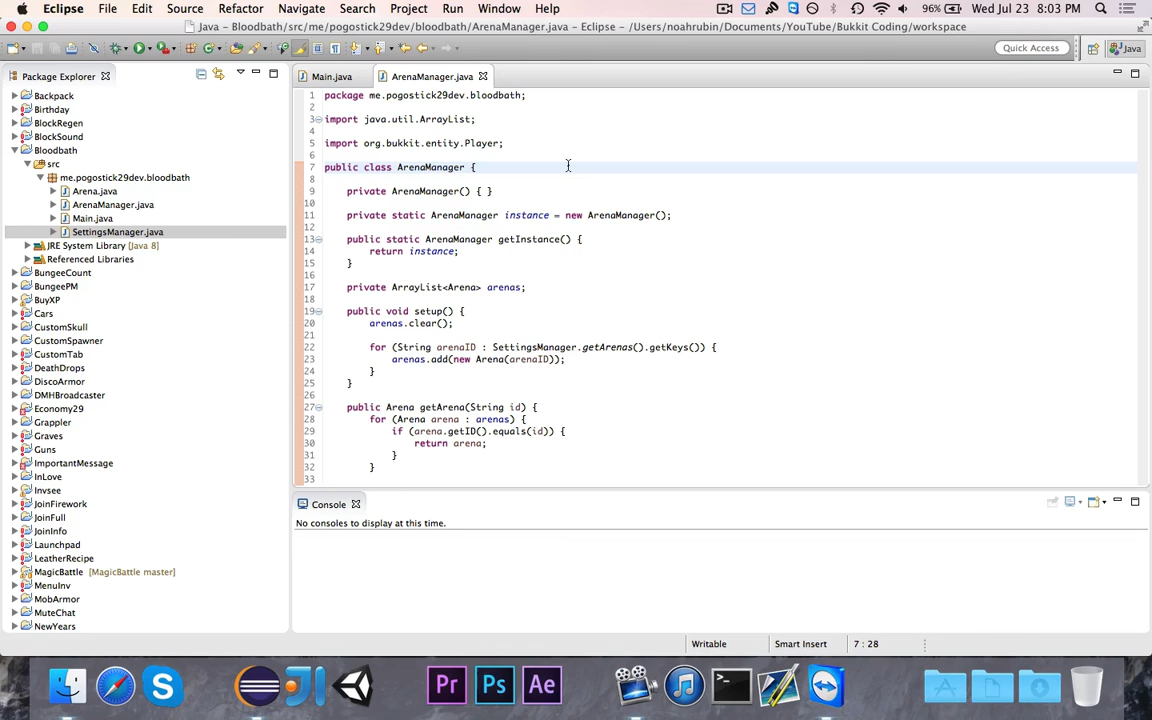 Eclipse File Edit Source Refactor Navigate Search Project Run Window Help 96% Wed Jul 23 8:03 PM
Java – Bloodbath/src/me/pogostick29dev/bloodbath/ArenaManager.java – Eclipse – /Users/noahrubin/Documents/YouTube/Bukkit Coding/workspace
Quick Access Java
Package Explorer
Main.java ArenaManager.java
Backpack
Birthday
BlockRegen
BlockSound
Bloodbath
src
me.pogostick29dev.bloodbath
Arena.java
ArenaManager.java
Main.java
SettingsManager.java
JRE System Library [Java 8]
Referenced Libraries
BungeeCount
BungeePM
BuyXP
Cars
CustomSkull
CustomSpawner
CustomTab
DeathDrops
DiscoArmor
DMHBroadcaster
Economy29
Grappler
Graves
Guns
ImportantMessage
InLove
Invsee
JoinFirework
JoinFull
JoinInfo
Launchpad
LeatherRecipe
MagicBattle [MagicBattle master]
MenuInv
MobArmor
MuteChat
NewYears
1 package me.pogostick29dev.bloodbath;
2
3 import java.util.ArrayList;
4
5 import org.bukkit.entity.Player;
6
7 public class ArenaManager {
8
9 private ArenaManager() { }
10
11 private static ArenaManager instance = new ArenaManager();
12
13 public static ArenaManager getInstance() {
14 return instance;
15 }
16
17 private ArrayList<Arena> arenas;
18
19 public void setup() {
20 arenas.clear();
21
22 for (String arenaID : SettingsManager.getArenas().getKeys()) {
23 arenas.add(new Arena(arenaID));
24 }
25 }
26
27 public Arena getArena(String id) {
28 for (Arena arena : arenas) {
29 if (arena.getID().equals(id)) {
30 return arena;
31 }
32 }
33
Console
No consoles to display at this time.
Writable Smart Insert 7 : 28
Pr Ps Ae